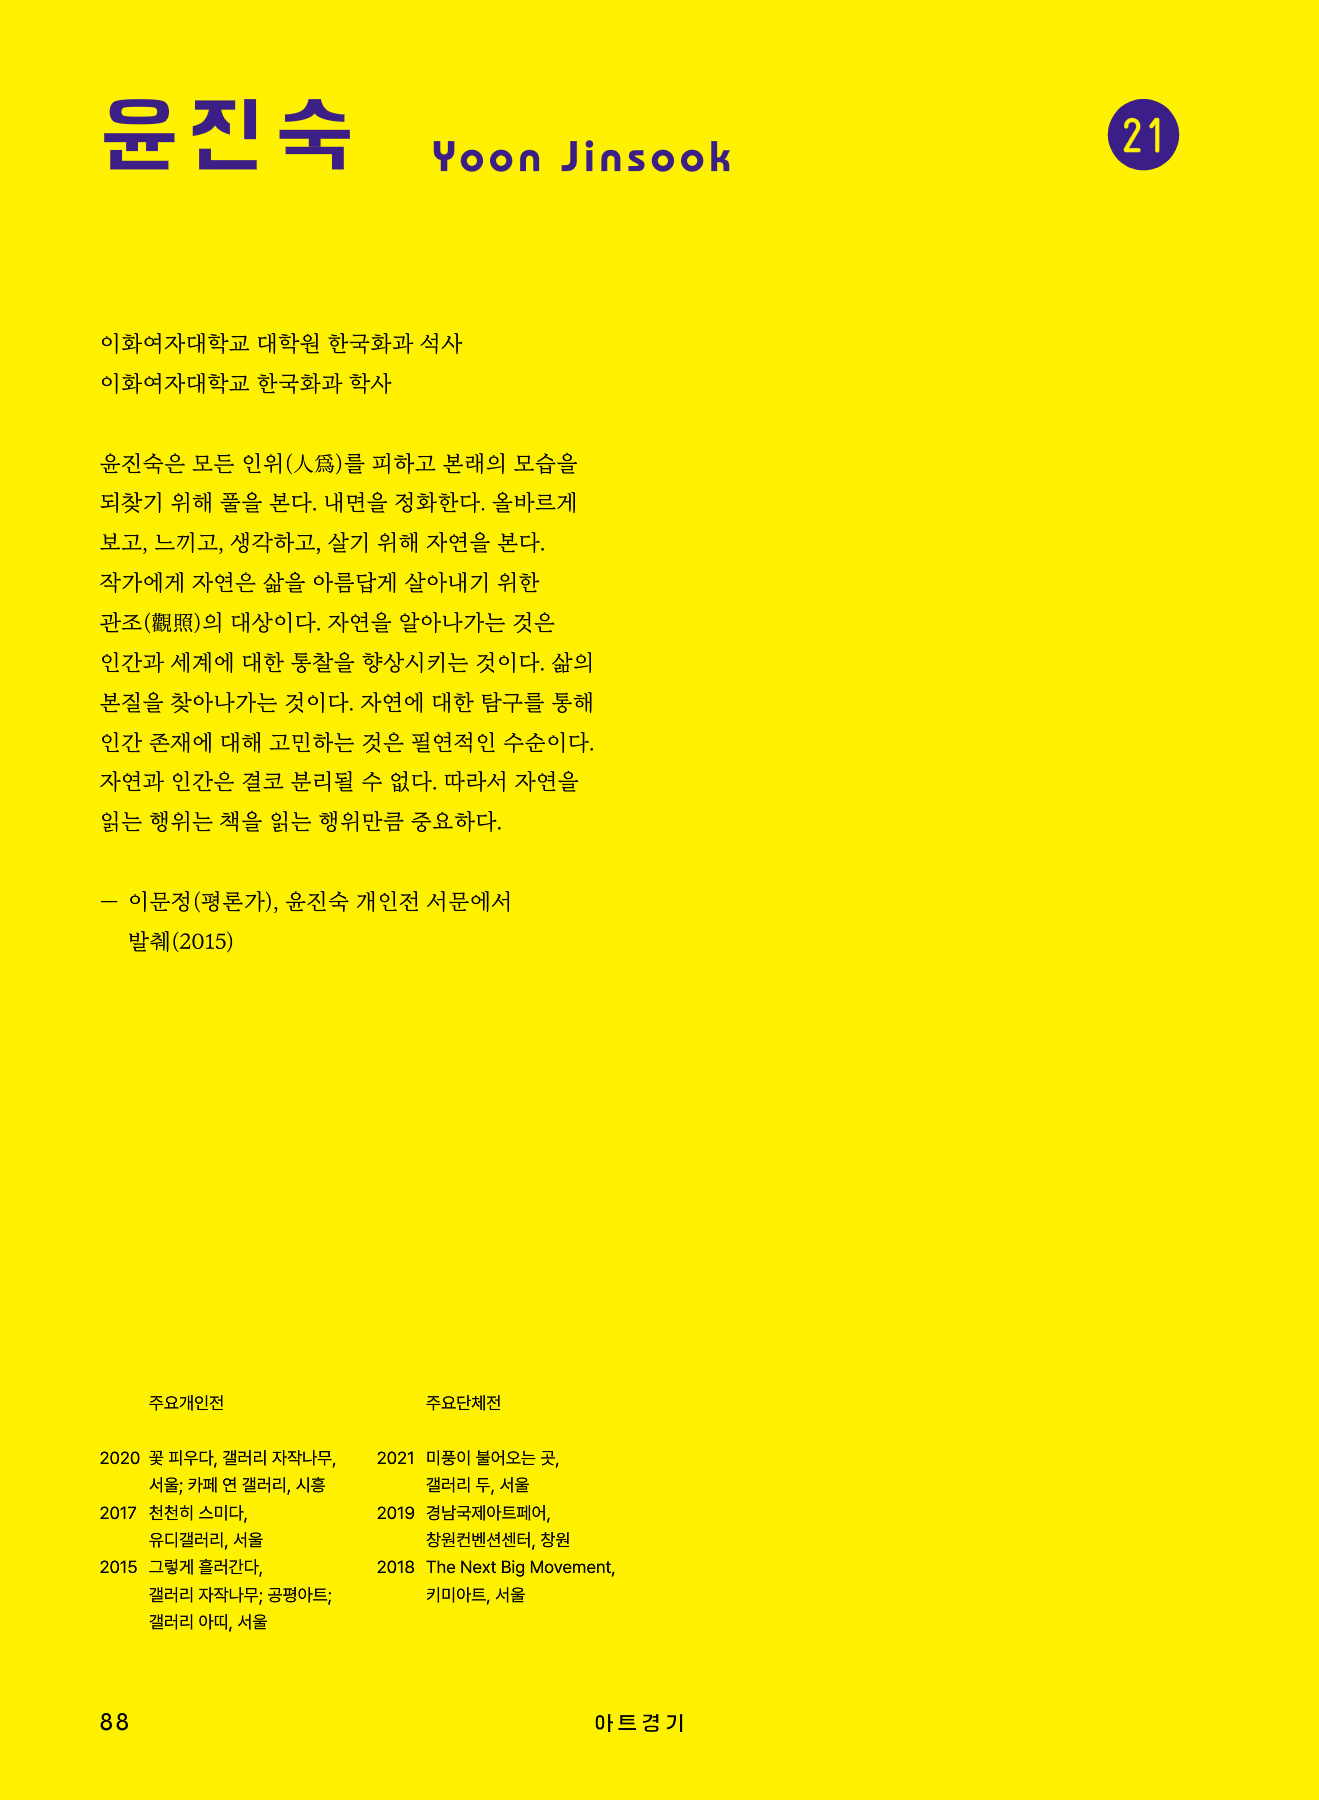 윤진숙 Yoon Jinsook
21
이화여자대학교 대학원 한국화과 석사
이화여자대학교 한국화과 학사
윤진숙은 모든 인위(人爲)를 피하고 본래의 모습을
되찾기 위해 풀을 본다. 내면을 정화한다. 올바르게
보고, 느끼고, 생각하고, 살기 위해 자연을 본다.
작가에게 자연은 삶을 아름답게 살아내기 위한
관조(觀照)의 대상이다. 자연을 알아나가는 것은
인간과 세계에 대한 통찰을 향상시키는 것이다. 삶의
본질을 찾아나가는 것이다. 자연에 대한 탐구를 통해
인간 존재에 대해 고민하는 것은 필연적인 수순이다.
자연과 인간은 결코 분리될 수 없다. 따라서 자연을
읽는 행위는 책을 읽는 행위만큼 중요하다.
— 이문정(평론가), 윤진숙 개인전 서문에서
발췌(2015)
주요개인전
2020 꽃 피우다, 갤러리 자작나무,
서울; 카페 연 갤러리, 시흥
2017 천천히 스미다,
유디갤러리, 서울
2015 그렇게 흘러간다,
갤러리 자작나무; 공평아트;
갤러리 아띠, 서울
주요단체전
2021 미풍이 불어오는 곳,
갤러리 두, 서울
2019 경남국제아트페어,
창원컨벤션센터, 창원
2018 The Next Big Movement,
키미아트, 서울
88
아트경기